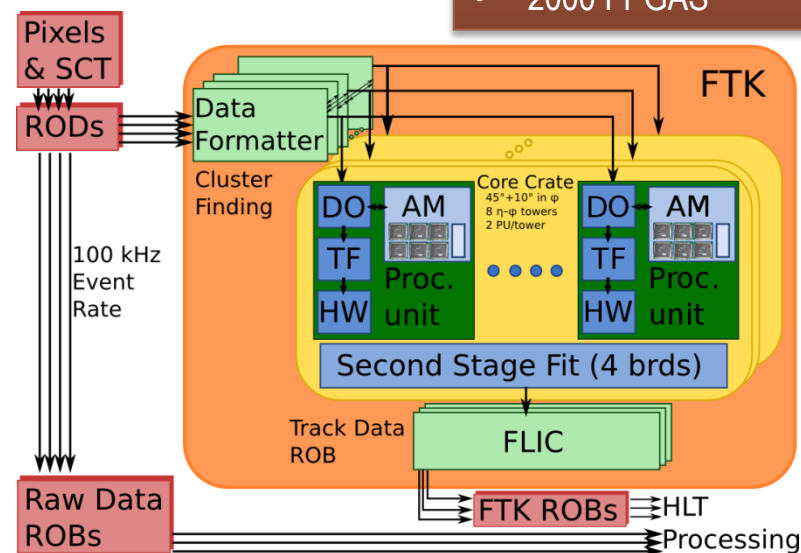 • 2000 FPGAS
Pixels
& SCT
RODs
FTK
Data
Formatter
Cluster
Finding
Core Crate
45°+10° in φ
8 η-φ towers
2 PU/tower
DO
AM
TF
Proc.
HW
unit
DO
AM
TF
Proc.
HW
unit
100 kHz
Event
Rate
Second Stage Fit (4 brds)
Track Data
ROB
FLIC
Raw Data
ROBs
FTK ROBs
HLT
Processing